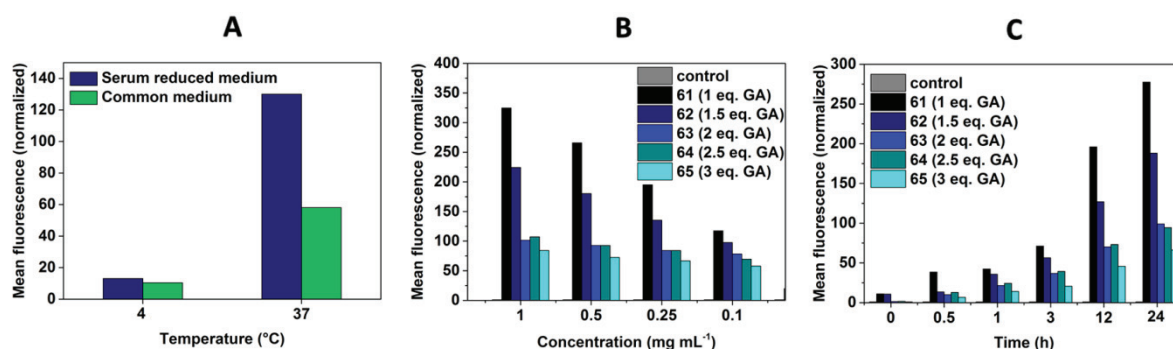 A
Mean fluorescence (normalized)
140
120
100
80
60
40
20
0
Serum reduced medium
Common medium
4
37
Temperature (°C)
B
Mean fluorescence (normalized)
400
350
300
250
200
150
100
50
0
control
61 (1 eq. GA)
62 (1.5 eq. GA)
63 (2 eq. GA)
64 (2.5 eq. GA)
65 (3 eq. GA)
1
0.5
0.25
0.1
Concentration (mg mL⁻¹)
C
Mean fluorescence (normalized)
300
250
200
150
100
50
0
control
61 (1 eq. GA)
62 (1.5 eq. GA)
63 (2 eq. GA)
64 (2.5 eq. GA)
65 (3 eq. GA)
0
0.5
1
3
12
24
Time (h)